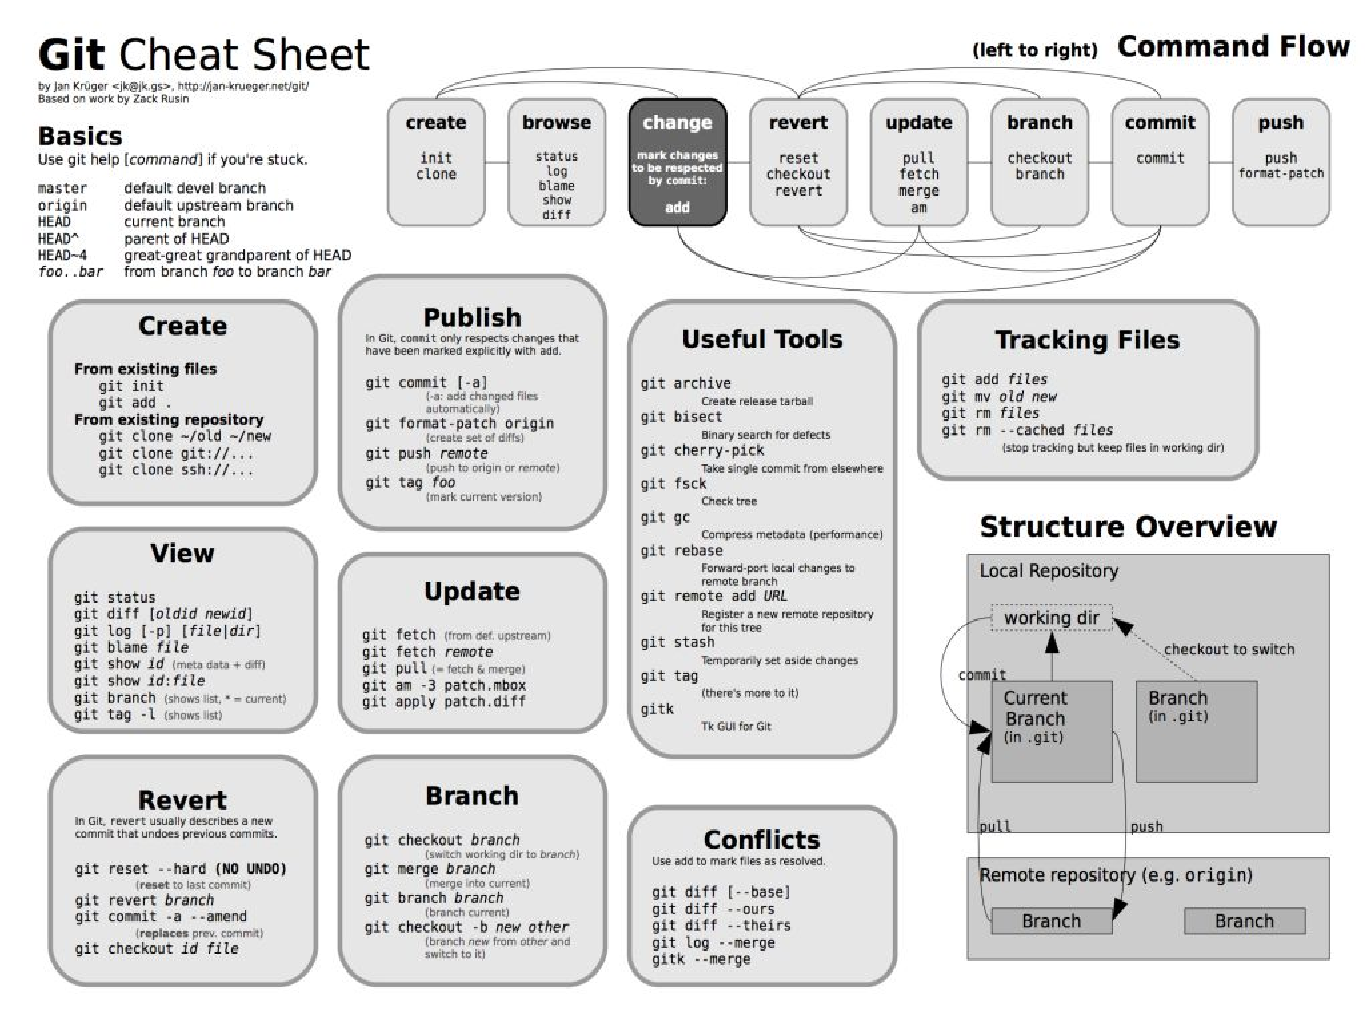 Git Cheat Sheet
by Jan Krüger <jk@jk.gs>, http://jan-krueger.net/git/
Based on work by Zack Rusin
Basics
Use git help [command] if you're stuck.
master default devel branch
origin default upstream branch
HEAD current branch
HEAD^ parent of HEAD
HEAD~4 great-great grandparent of HEAD
foo..bar from branch foo to branch bar
(left to right) Command Flow
create
init
clone
browse
status
log
blame
show
diff
change
mark changes
to be respected
by commit:
add
revert
reset
checkout
revert
update
pull
fetch
merge
am
branch
checkout
branch
commit
commit
push
push
format-patch
Create
From existing files
git init
git add .
From existing repository
git clone ~/old ~/new
git clone git://...
git clone ssh://...
View
git status
git diff [oldid newid]
git log [-p] [file|dir]
git blame file
git show id (meta data + diff)
git show id:file
git branch (shows list, * = current)
git tag -l (shows list)
Revert
In Git, revert usually describes a new
commit that undoes previous commits.
git reset --hard (NO UNDO)
(reset to last commit)
git revert branch
git commit -a --amend
(replaces prev. commit)
git checkout id file
Publish
In Git, commit only respects changes that
have been marked explicitly with add.
git commit [-a]
(-a: add changed files
automatically)
git format-patch origin
(create set of diffs)
git push remote
(push to origin or remote)
git tag foo
(mark current version)
Update
git fetch (from def. upstream)
git fetch remote
git pull (= fetch & merge)
git am -3 patch.mbox
git apply patch.diff
Branch
git checkout branch
(switch working dir to branch)
git merge branch
(merge into current)
git branch branch
(branch current)
git checkout -b new other
(branch new from other and
switch to it)
Useful Tools
git archive
Create release tarball
git bisect
Binary search for defects
git cherry-pick
Take single commit from elsewhere
git fsck
Check tree
git gc
Compress metadata (performance)
git rebase
Forward-port local changes to
remote branch
git remote add URL
Register a new remote repository
for this tree
git stash
Temporarily set aside changes
git tag
(there's more to it)
gitk
Tk GUI for Git
Conflicts
Use add to mark files as resolved.
git diff [--base]
git diff --ours
git diff --theirs
git log --merge
gitk --merge
Tracking Files
git add files
git mv old new
git rm files
git rm --cached files
(stop tracking but keep files in working dir)
Structure Overview
Local Repository
working dir
checkout to switch
commit
Current
Branch
(in .git)
Branch
(in .git)
pull
push
Remote repository (e.g. origin)
Branch
Branch